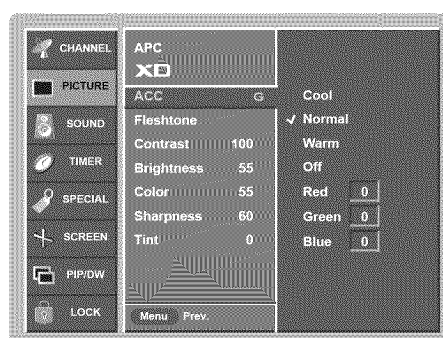 CHANNEL
PICTURE
SOUND
TIMER
SPECIAL
SCREEN
PIP/DW
LOCK
APC
XD
ACC G
Fleshtone
Contrast 100
Brightness 55
Color 55
Sharpness 60
Tint 0
Menu Prev.
Cool
✓ Normal
Warm
Off
Red 0
Green 0
Blue 0